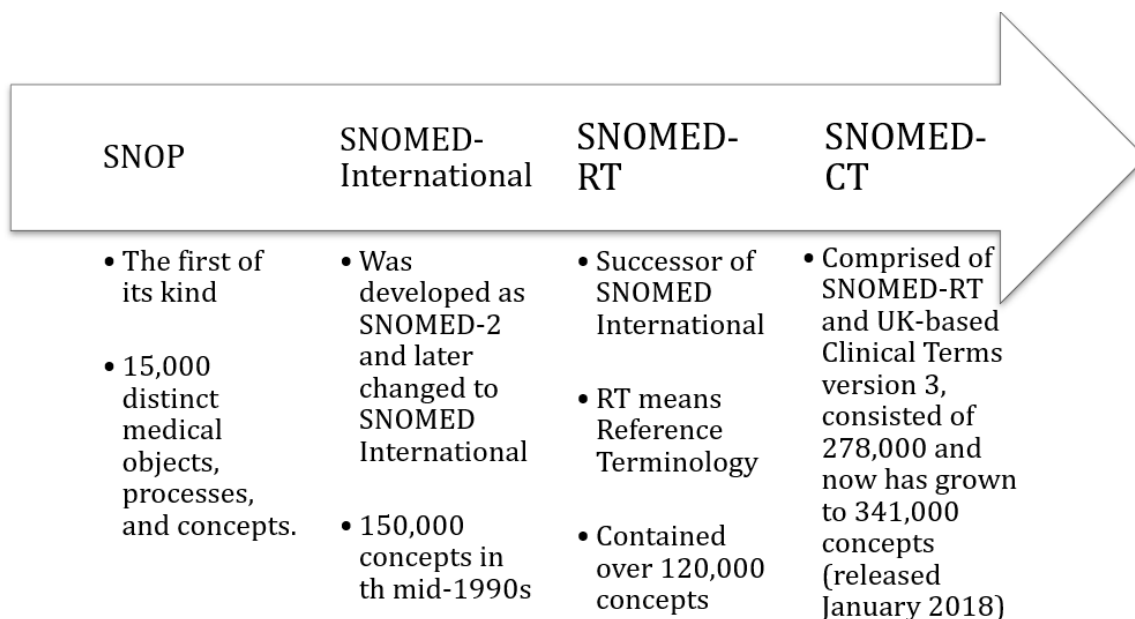 SNOP
• The first of
its kind
• 15,000
distinct
medical
objects,
processes,
and concepts.
SNOMED-
International
• Was
developed as
SNOMED-2
and later
changed to
SNOMED
International
• 150,000
concepts in
th mid-1990s
SNOMED-
RT
• Successor of
SNOMED
International
• RT means
Reference
Terminology
• Contained
over 120,000
concepts
SNOMED-
CT
• Comprised of
SNOMED-RT
and UK-based
Clinical Terms
version 3,
consisted of
278,000 and
now has grown
to 341,000
concepts
(released
January 2018)